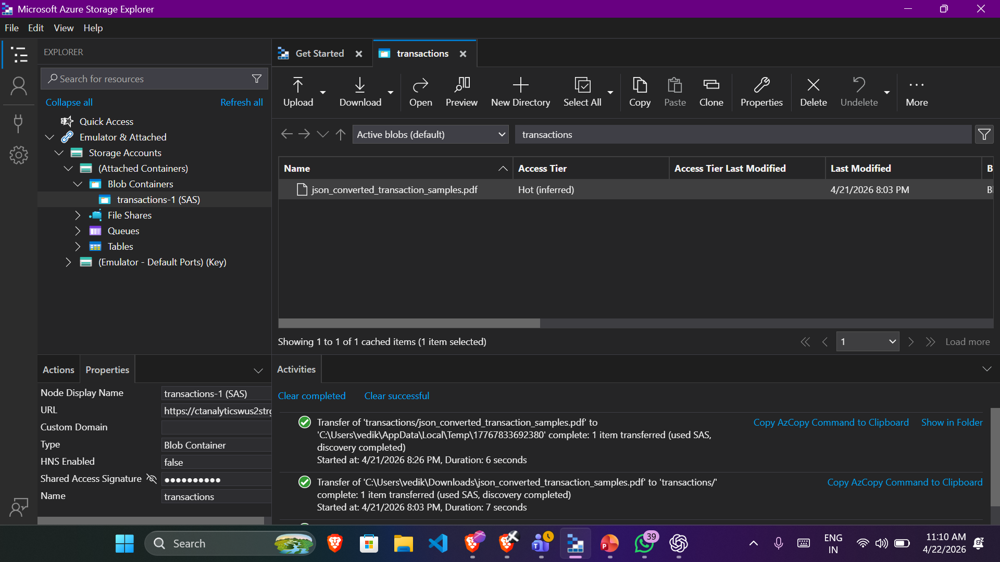 Microsoft Azure Storage Explorer
File Edit View Help
EXPLORER
Search for resources
Collapse all Refresh all
Quick Access
Emulator & Attached
Storage Accounts
(Attached Containers)
Blob Containers
transactions-1 (SAS)
File Shares
Queues
Tables
(Emulator - Default Ports) (Key)
Actions Properties
Node Display Name transactions-1 (SAS)
URL https://ctanalyticswus2strg
Custom Domain
Type Blob Container
HNS Enabled false
Shared Access Signature ●●●●●●●●●●
Name transactions
Get Started transactions
Upload Download Open Preview New Directory Select All Copy Paste Clone Properties Delete Undelete More
Active blobs (default) transactions
Name Access Tier Access Tier Last Modified Last Modified B
json_converted_transaction_samples.pdf Hot (inferred) 4/21/2026 8:03 PM Bl
Showing 1 to 1 of 1 cached items (1 item selected) 1 Load more
Activities
Clear completed Clear successful
Transfer of 'transactions/json_converted_transaction_samples.pdf' to Copy AzCopy Command to Clipboard Show in Folder
'C:\Users\vedik\AppData\Local\Temp\17767833692380' complete: 1 item transferred (used SAS,
discovery completed)
Started at: 4/21/2026 8:26 PM, Duration: 6 seconds
Transfer of 'C:\Users\vedik\Downloads\json_converted_transaction_samples.pdf' to 'transactions/' Copy AzCopy Command to Clipboard
complete: 1 item transferred (used SAS, discovery completed)
Started at: 4/21/2026 8:03 PM, Duration: 7 seconds
Search
39
ENG
IN
11:10 AM
4/22/2026